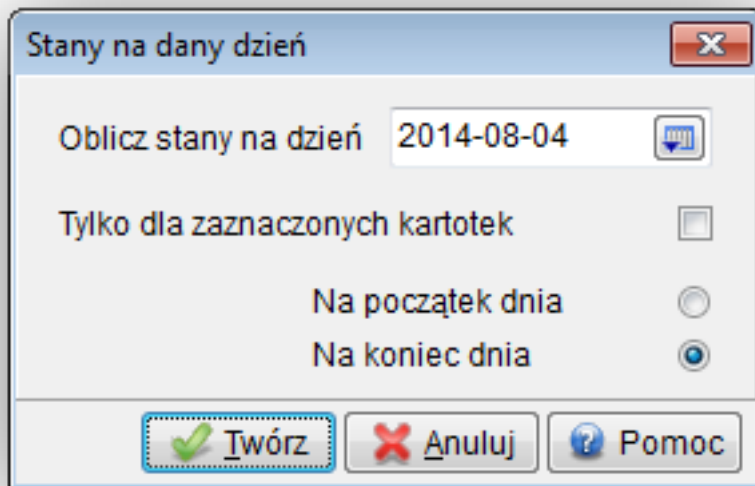 Stany na dany dzień
Oblicz stany na dzień 2014-08-04
Tylko dla zaznaczonych kartotek
Na początek dnia
Na koniec dnia
Twórz Anuluj Pomoc